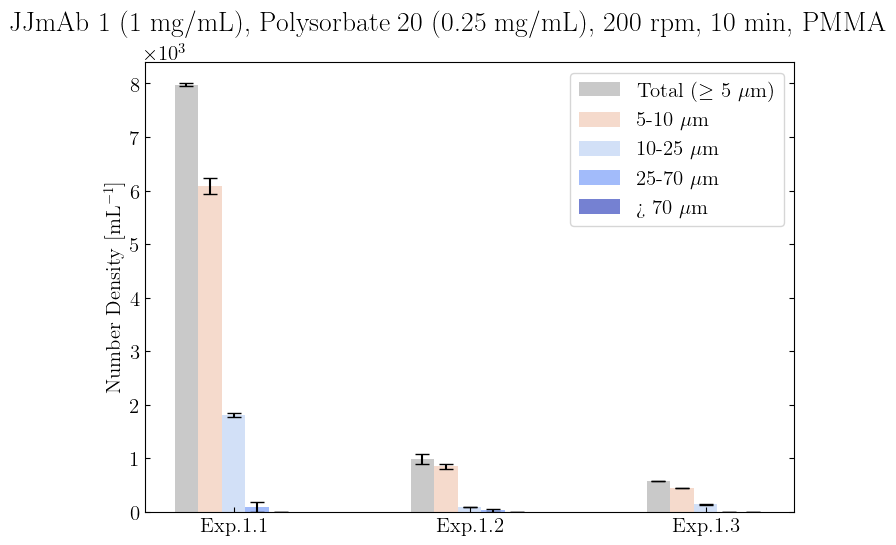 JJmAb 1 (1 mg/mL), Polysorbate 20 (0.25 mg/mL), 200 rpm, 10 min, PMMA
×10³
8
7
6
5
4
3
2
1
0
Number Density [mL⁻¹]
Total (≥ 5 μm)
5-10 μm
10-25 μm
25-70 μm
¿ 70 μm
Exp.1.1
Exp.1.2
Exp.1.3